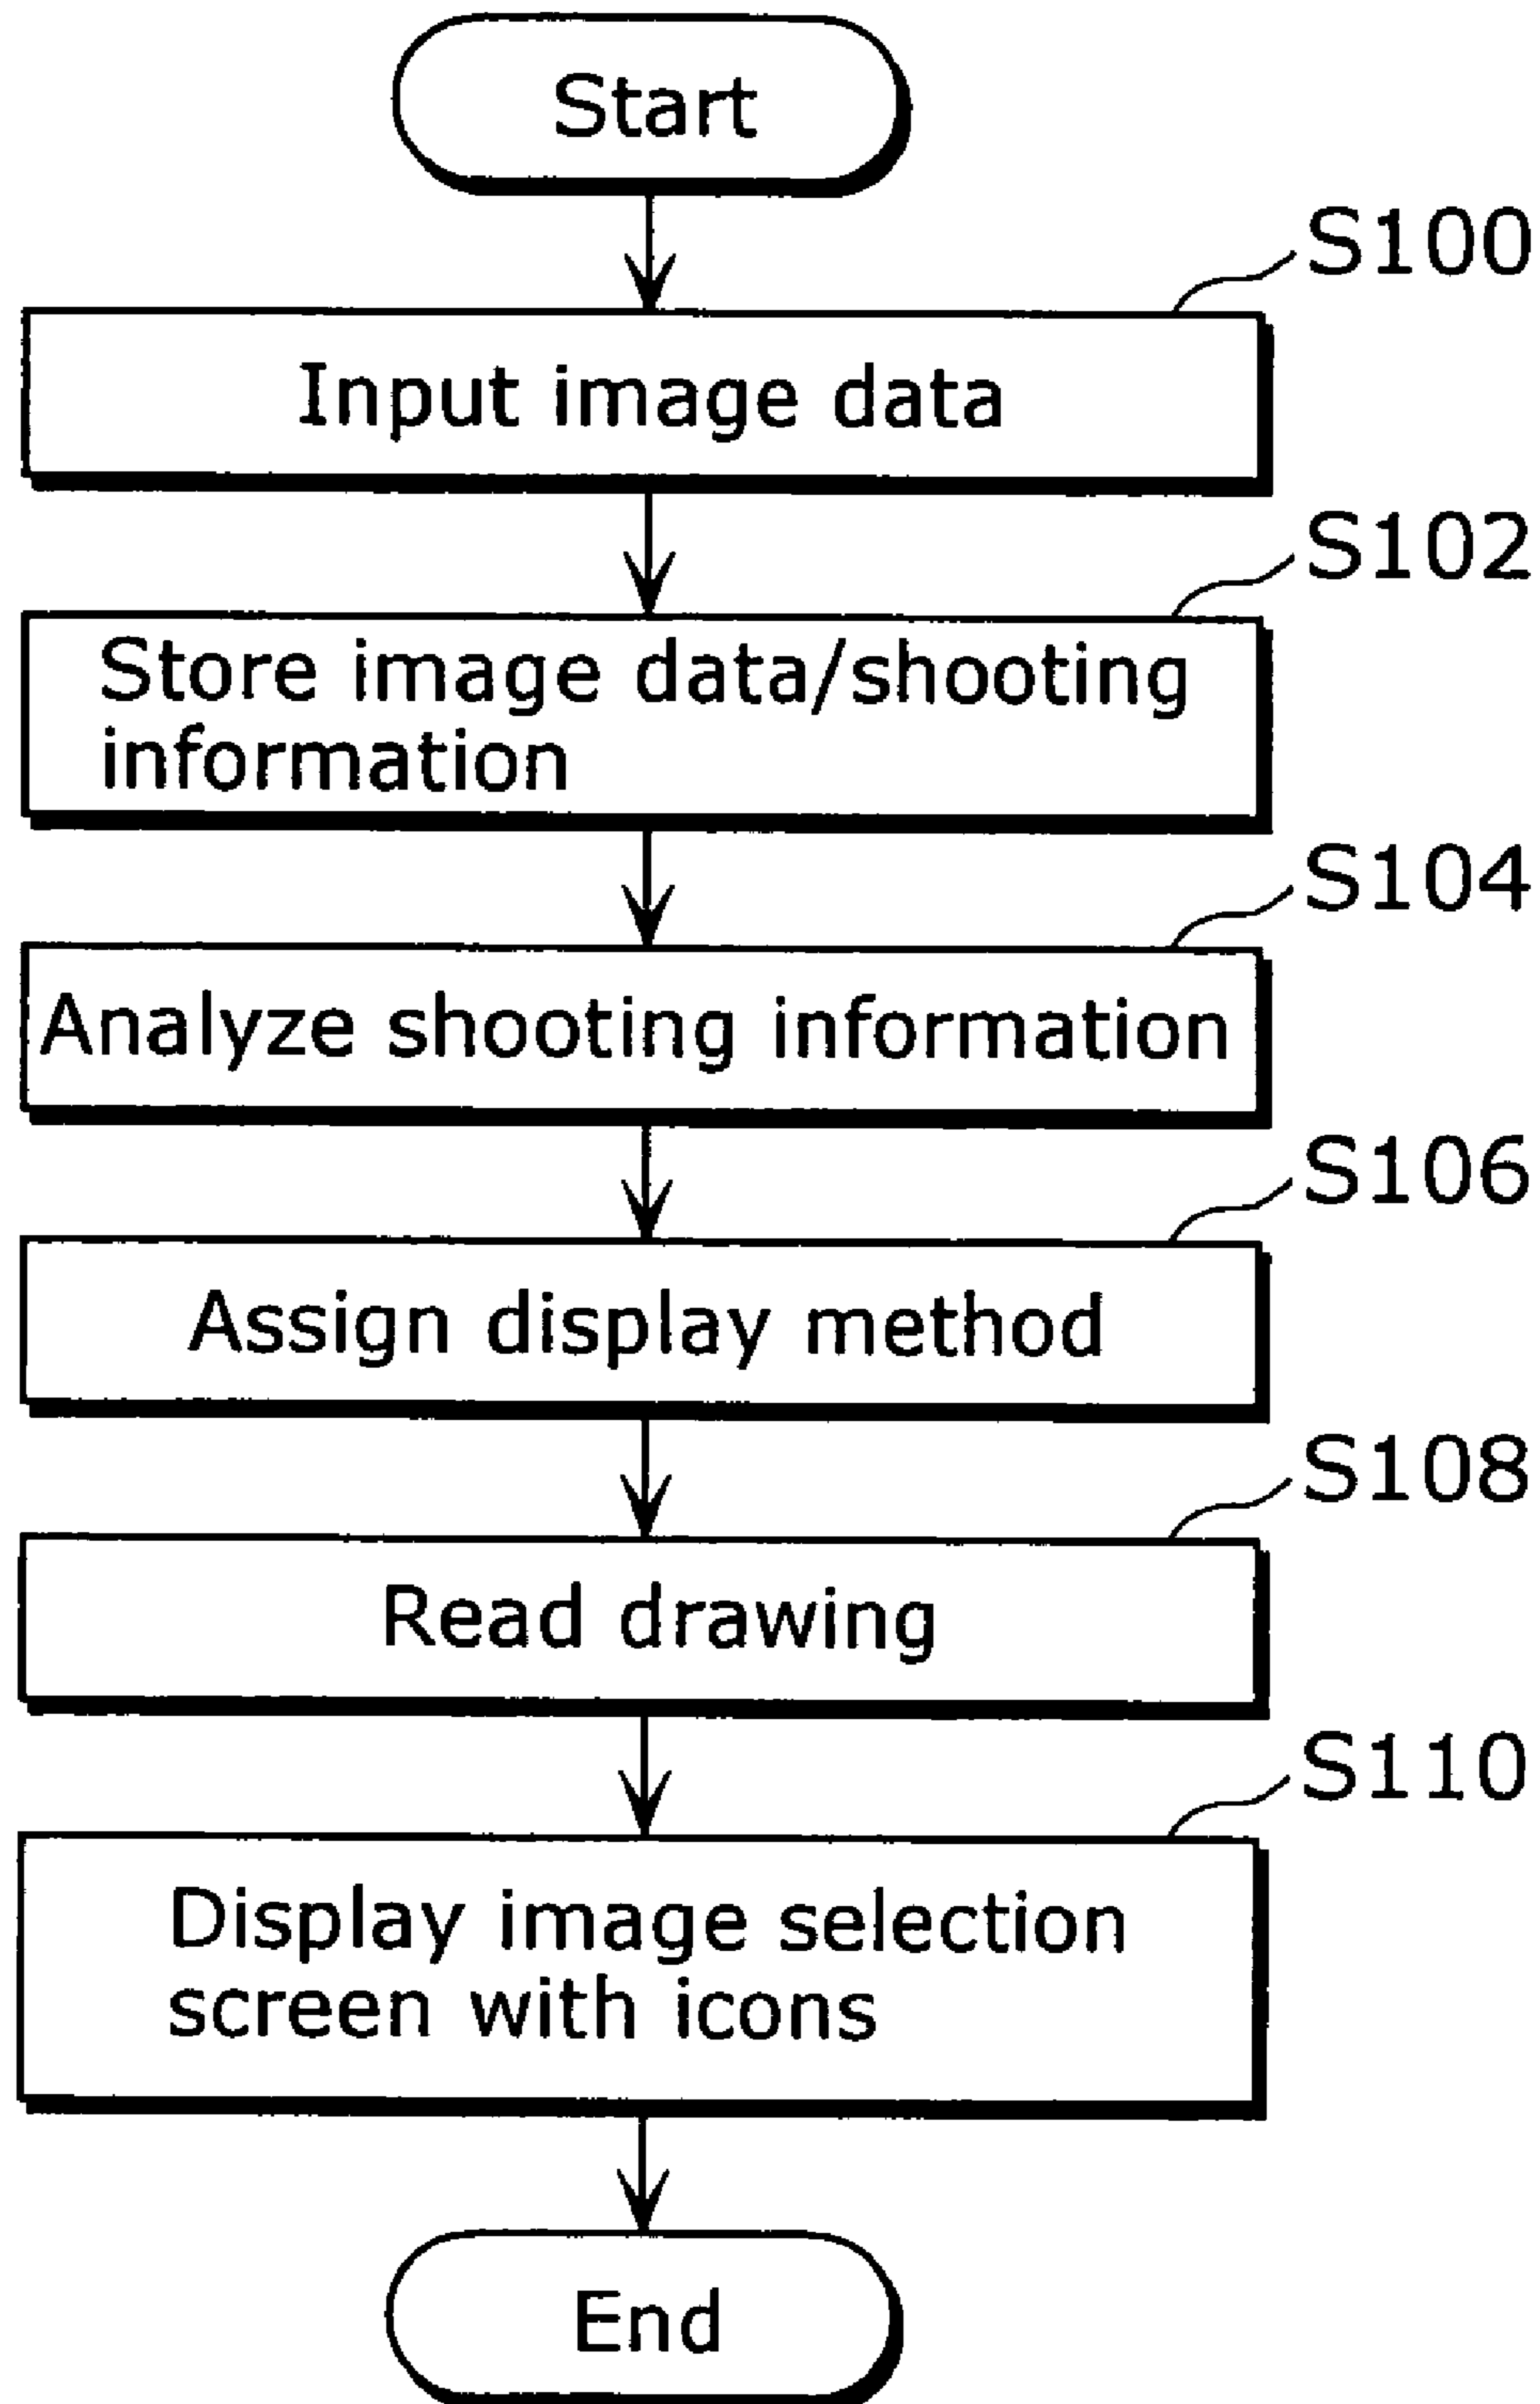 Start
S100
Input image data
S102
Store image data/shooting
information
S104
Analyze shooting information
S106
Assign display method
S108
Read drawing
S110
Display image selection
screen with icons
End